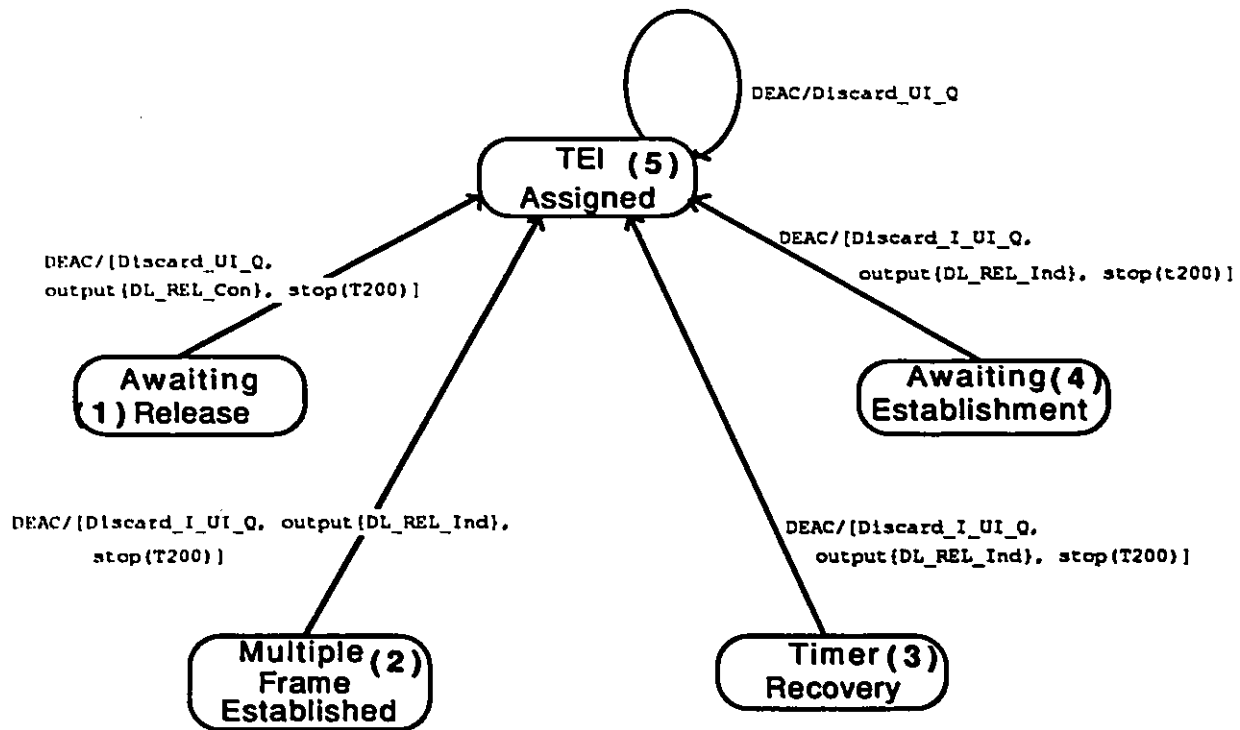 DEAC/Discard_UI_Q
TEI (5)
Assigned
DEAC/[Discard_UI_Q,
output{DL_REL_Con}, stop(T200)]
DEAC/[Discard_I_UI_Q,
output{DL_REL_Ind}, stop(t200)]
Awaiting
(1) Release
Awaiting (4)
Establishment
DEAC/[Discard_I_UI_Q, output{DL_REL_Ind},
stop(T200)]
DEAC/[Discard_I_UI_Q,
output{DL_REL_Ind}, stop(T200)]
Multiple (2)
Frame
Established
Timer (3)
Recovery